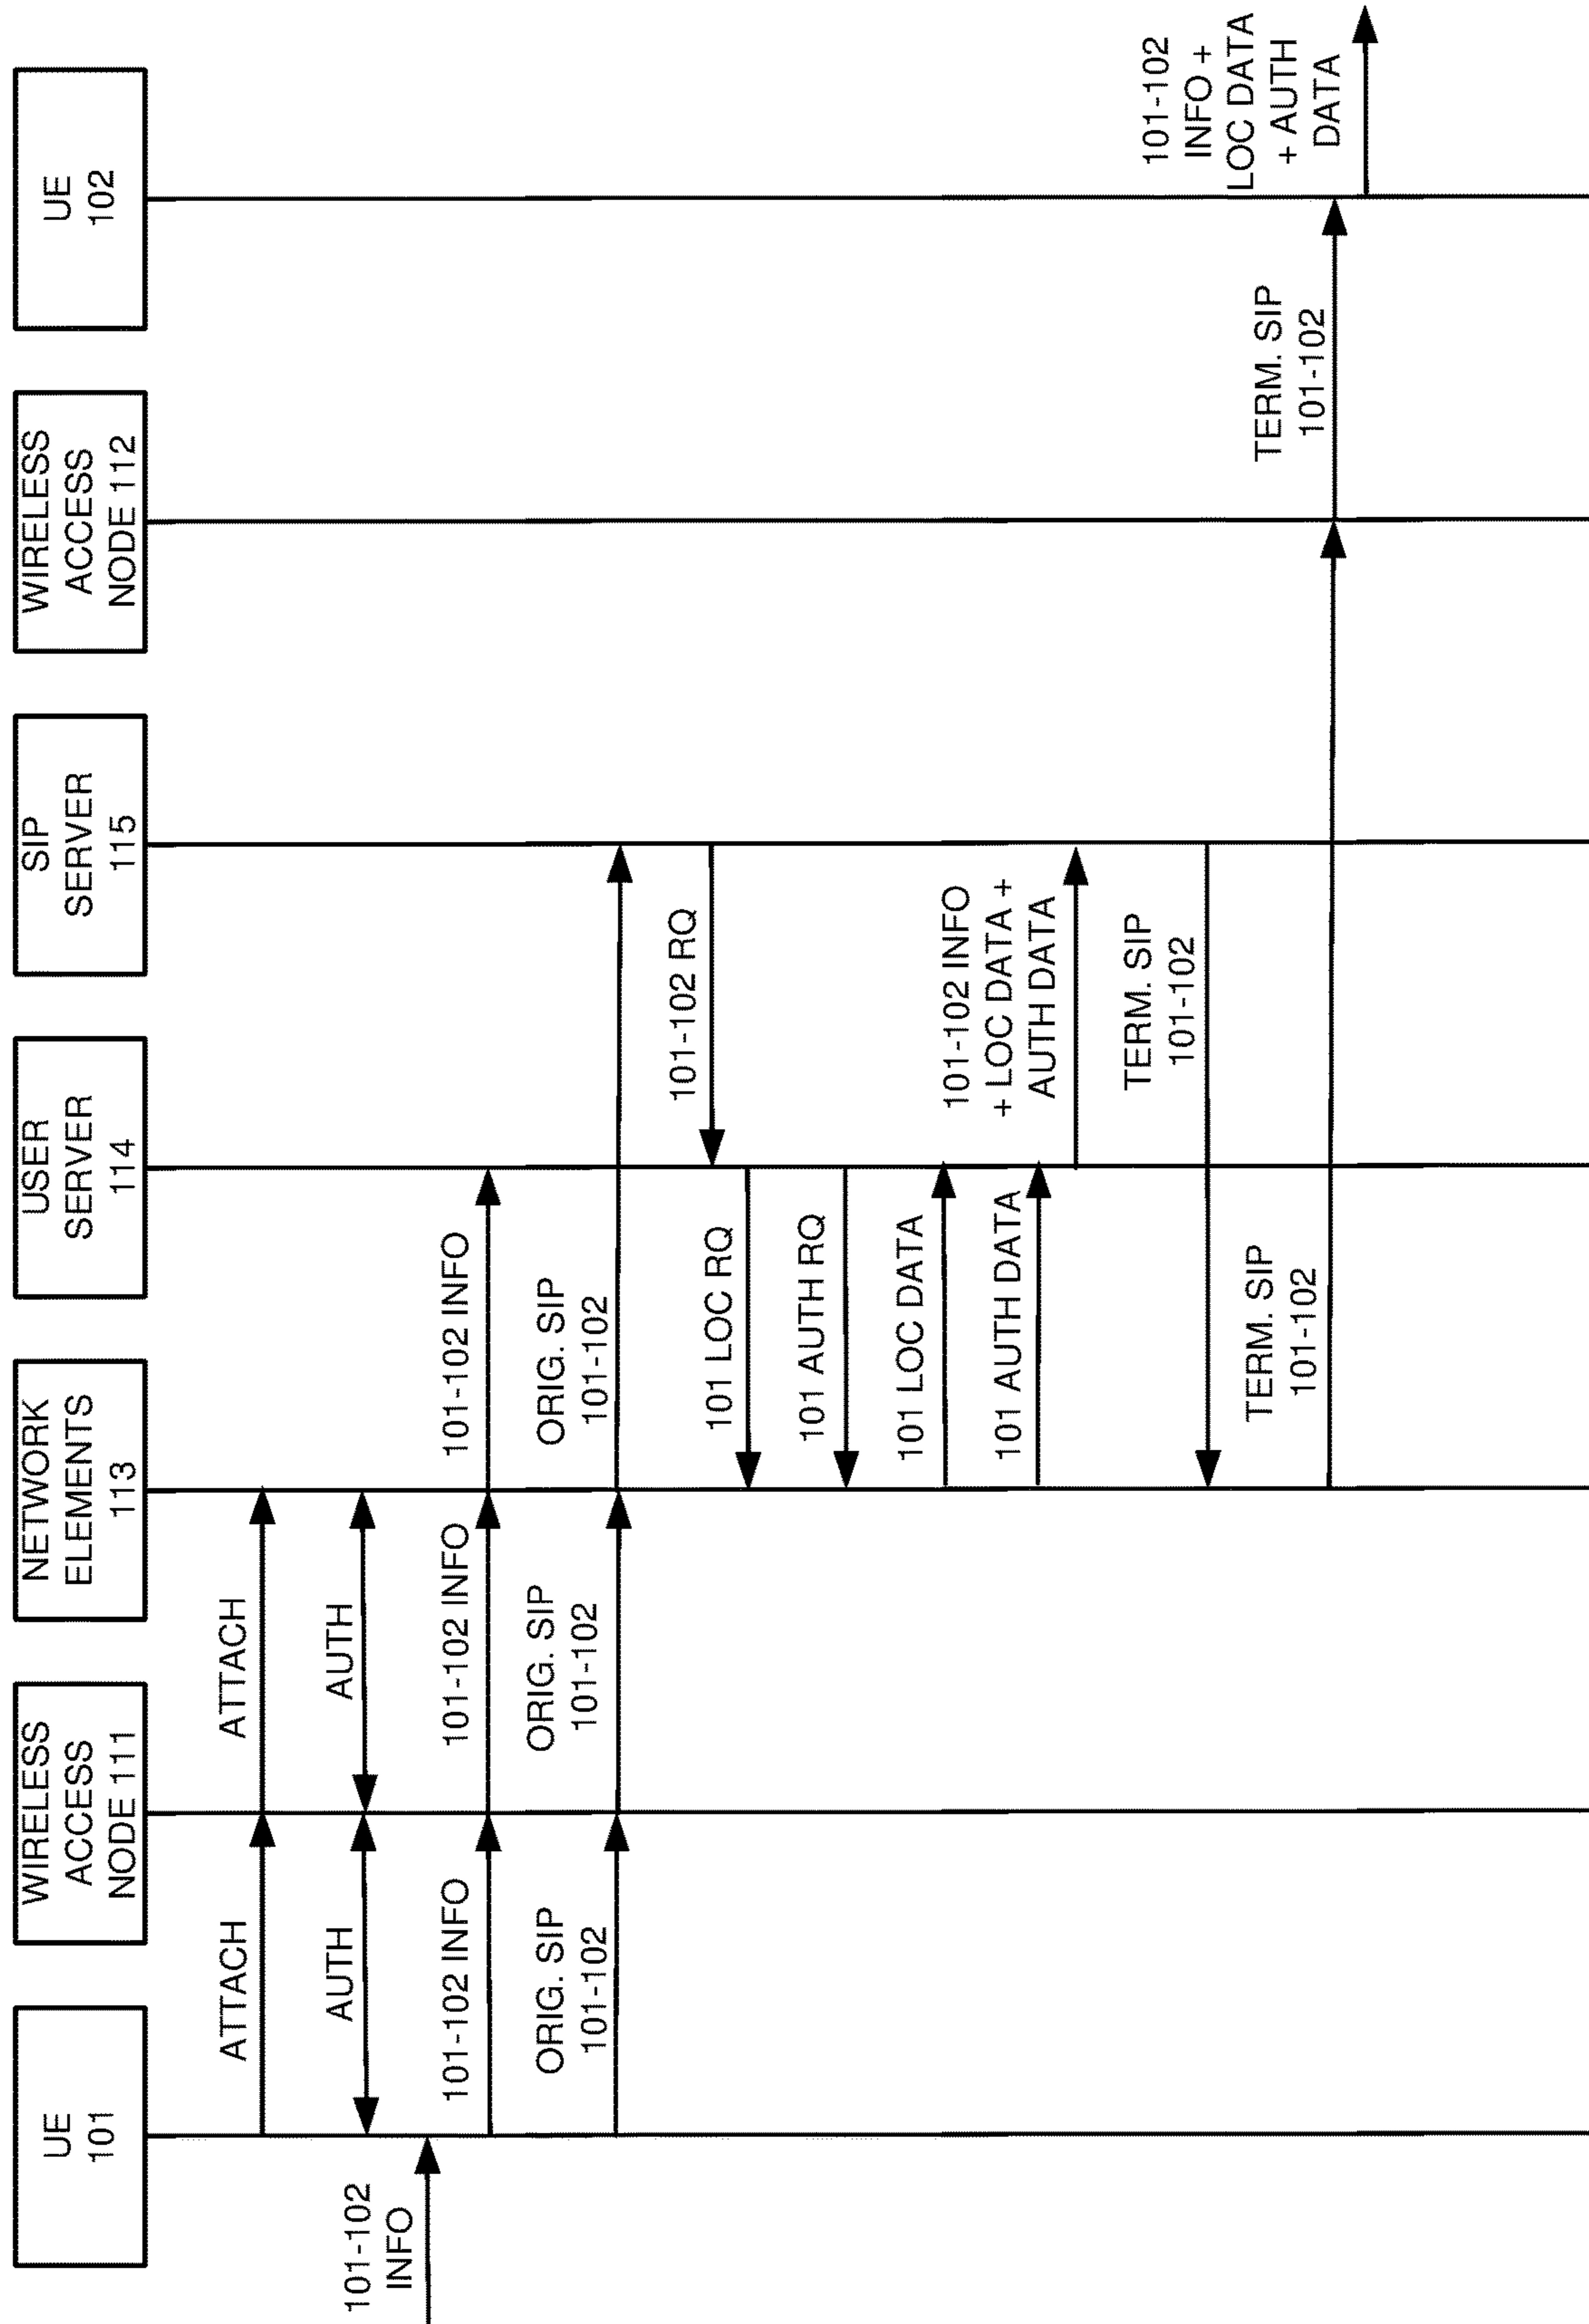 UE
101
WIRELESS
ACCESS
NODE 111
NETWORK
ELEMENTS
113
USER
SERVER
114
SIP
SERVER
115
WIRELESS
ACCESS
NODE 112
UE
102
ATTACH
ATTACH
AUTH
AUTH
101-102
INFO
101-102 INFO
101-102 INFO
101-102 INFO
ORIG. SIP
101-102
ORIG. SIP
101-102
ORIG. SIP
101-102
101-102 RQ
101 LOC RQ
101 AUTH RQ
101 LOC DATA
101 AUTH DATA
101-102 INFO
+ LOC DATA +
AUTH DATA
TERM. SIP
101-102
TERM. SIP
101-102
TERM. SIP
101-102
101-102
INFO +
LOC DATA
+ AUTH
DATA